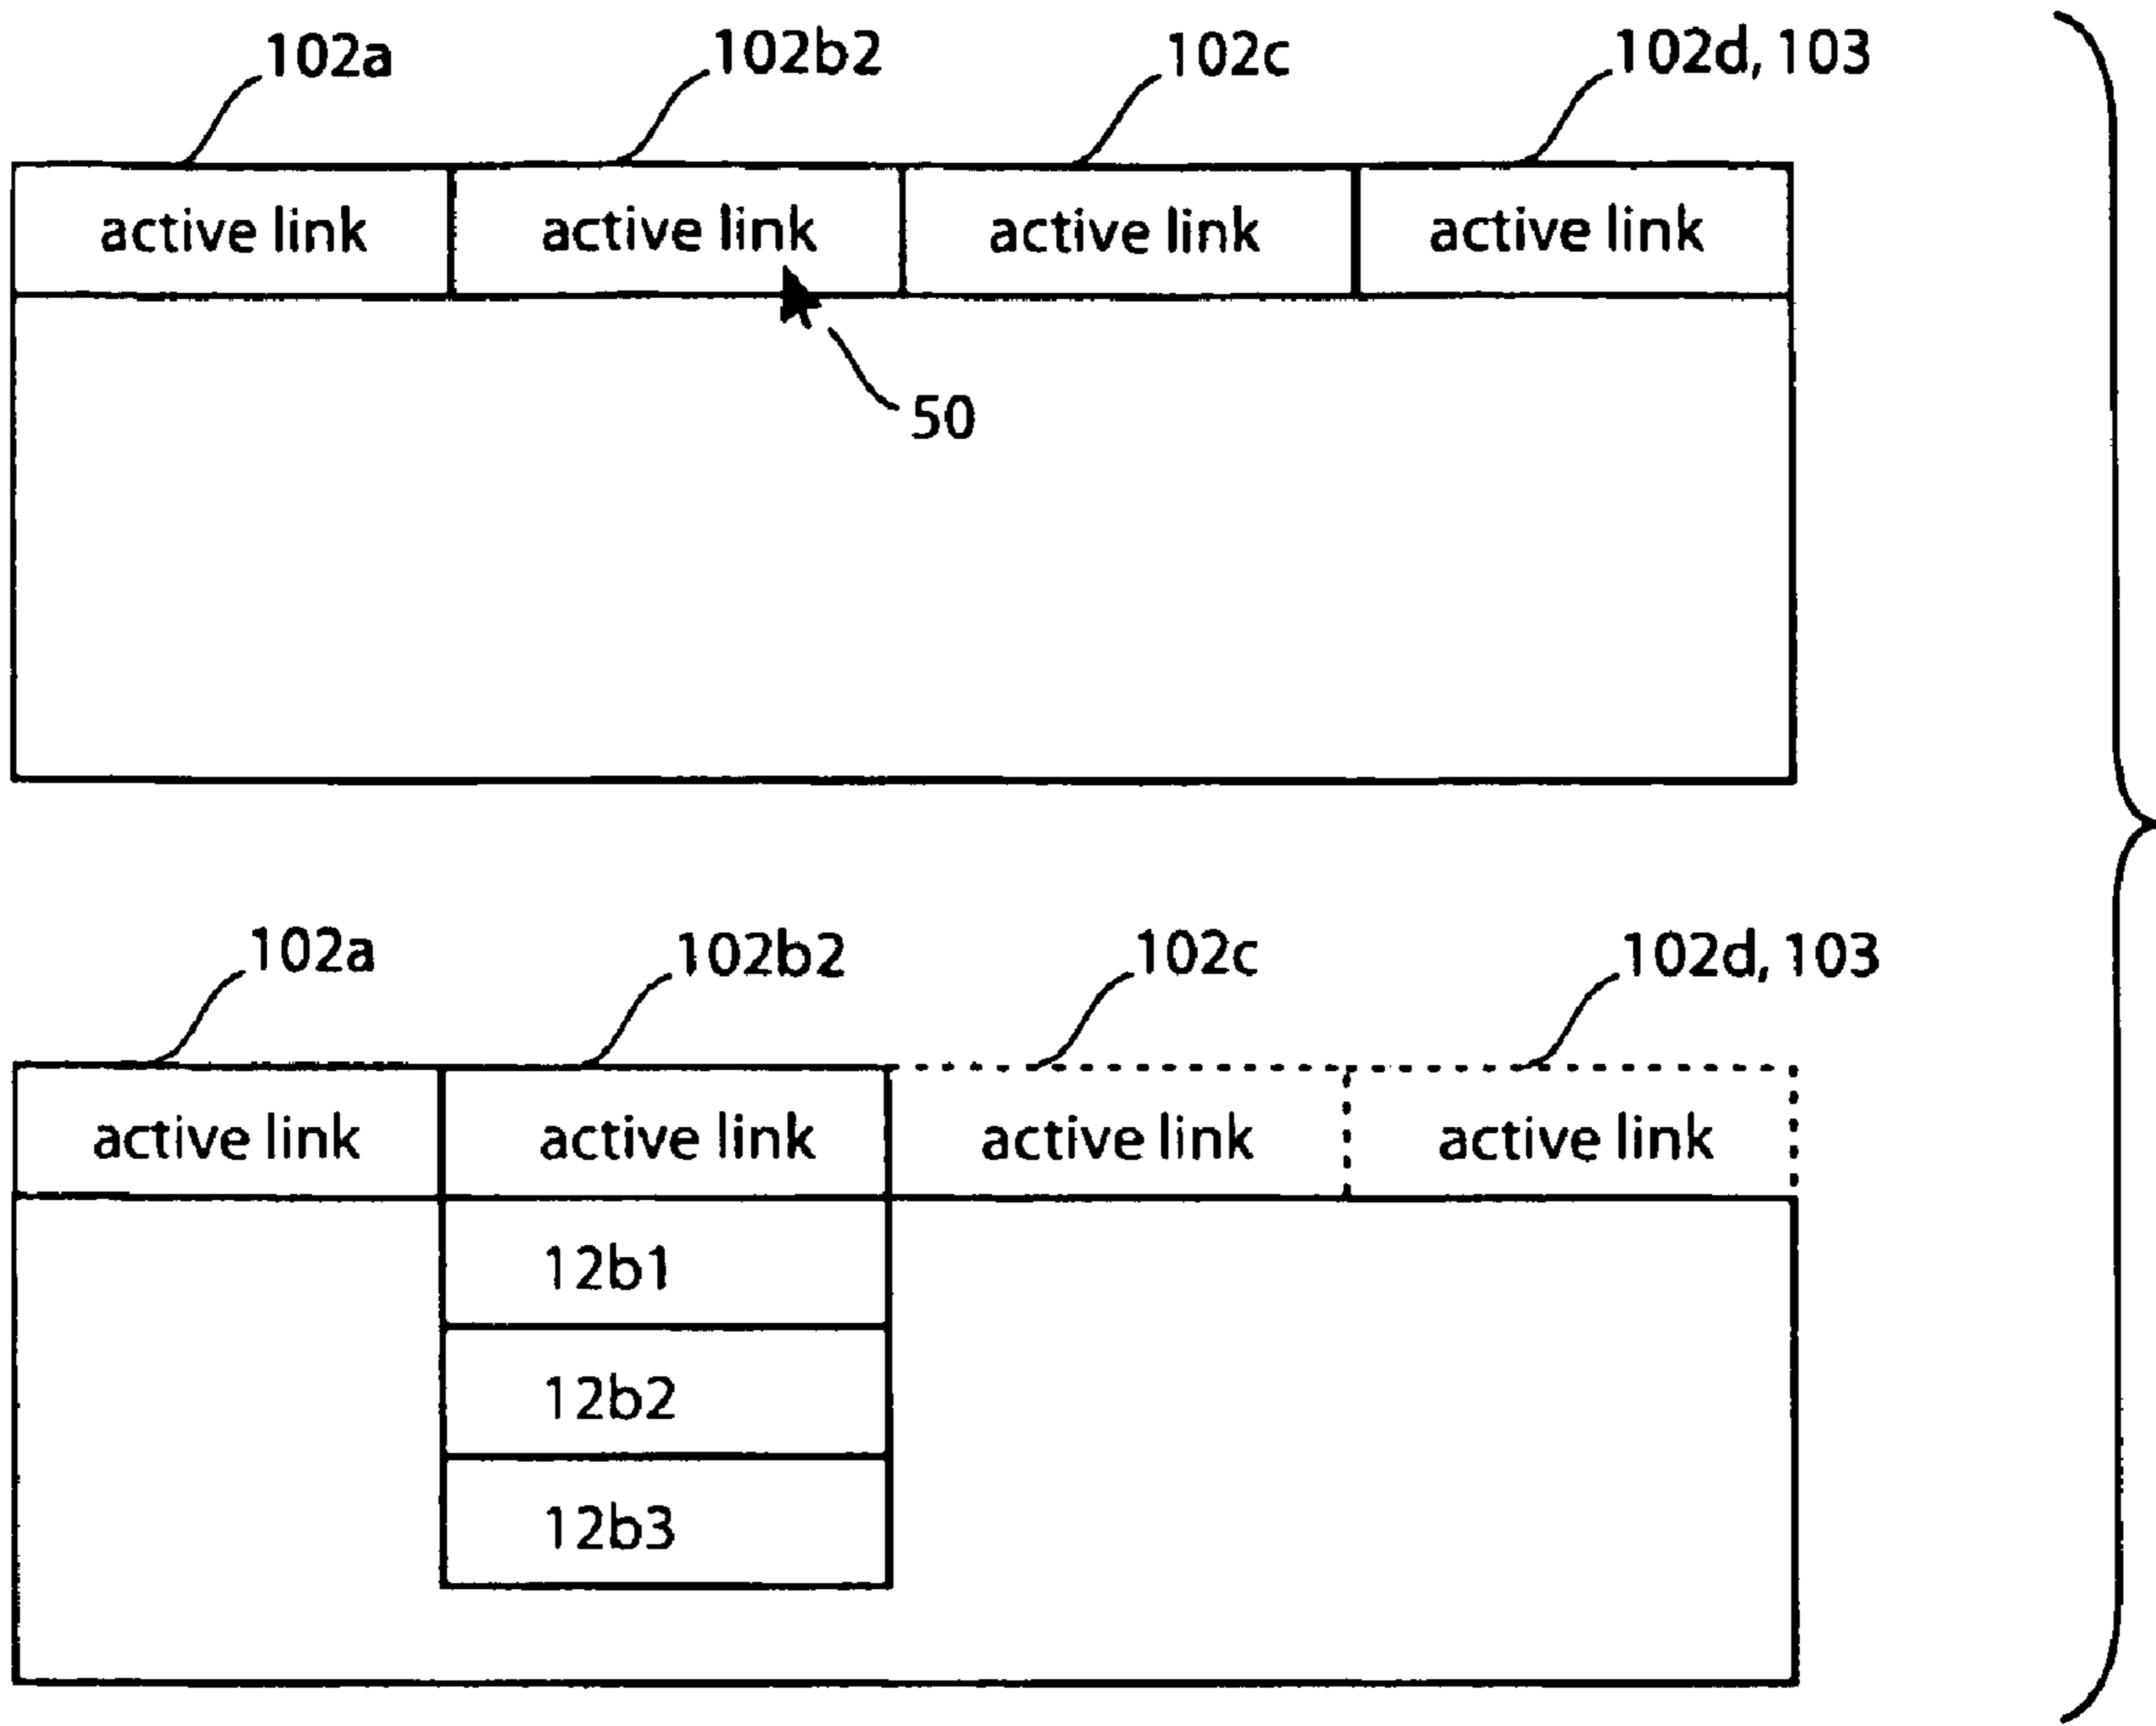 102a 102b2 102c 102d, 103
active link active link active link active link
50
102a 102b2 102c 102d, 103
active link active link active link active link
12b1
12b2
12b3